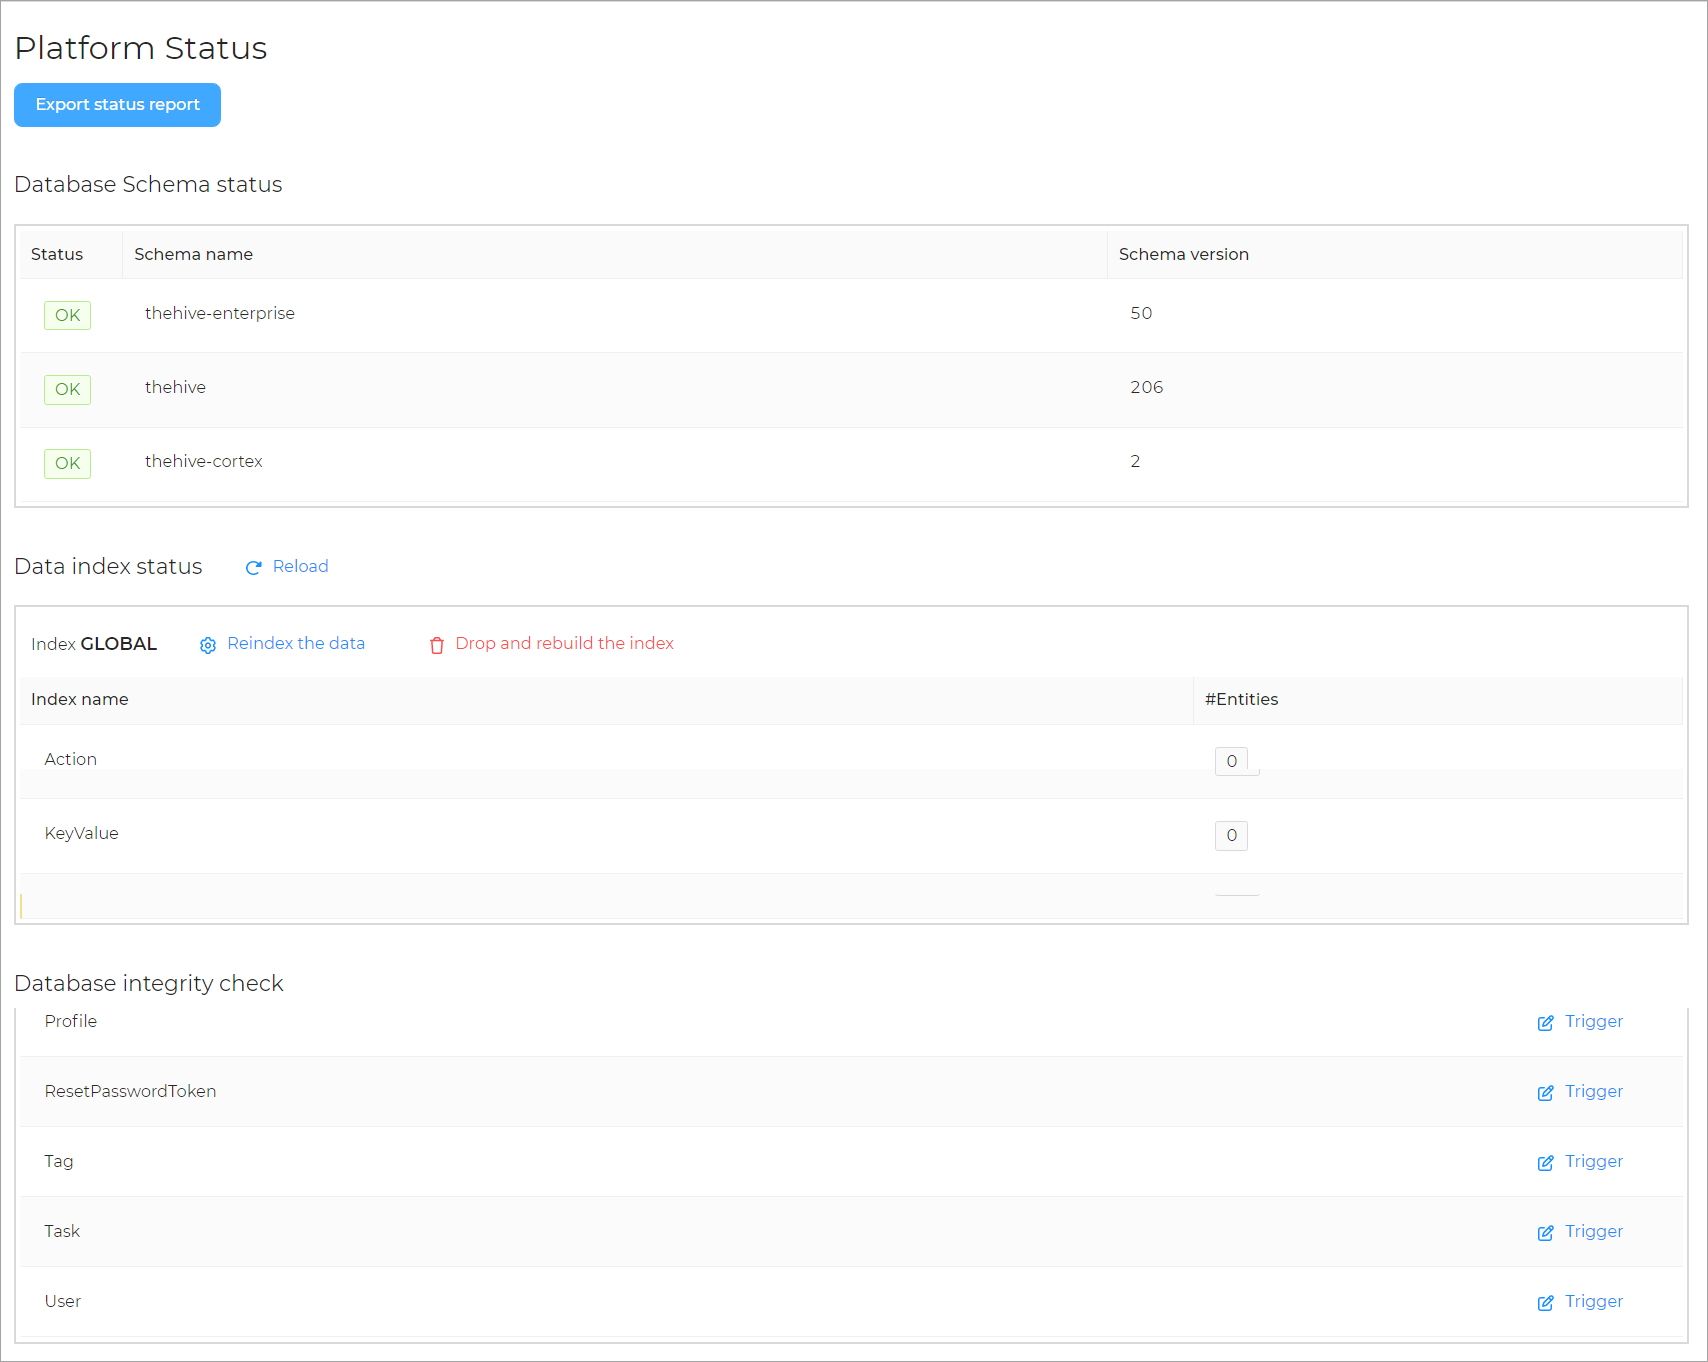 Platform Status
Export status report
Database Schema status
Status Schema name Schema version
OK thehive-enterprise 50
OK thehive 206
OK thehive-cortex 2
Data index status Reload
Index GLOBAL Reindex the data Drop and rebuild the index
Index name #Entities
Action 0
KeyValue 0
Database integrity check
Profile Trigger
ResetPasswordToken Trigger
Tag Trigger
Task Trigger
User Trigger